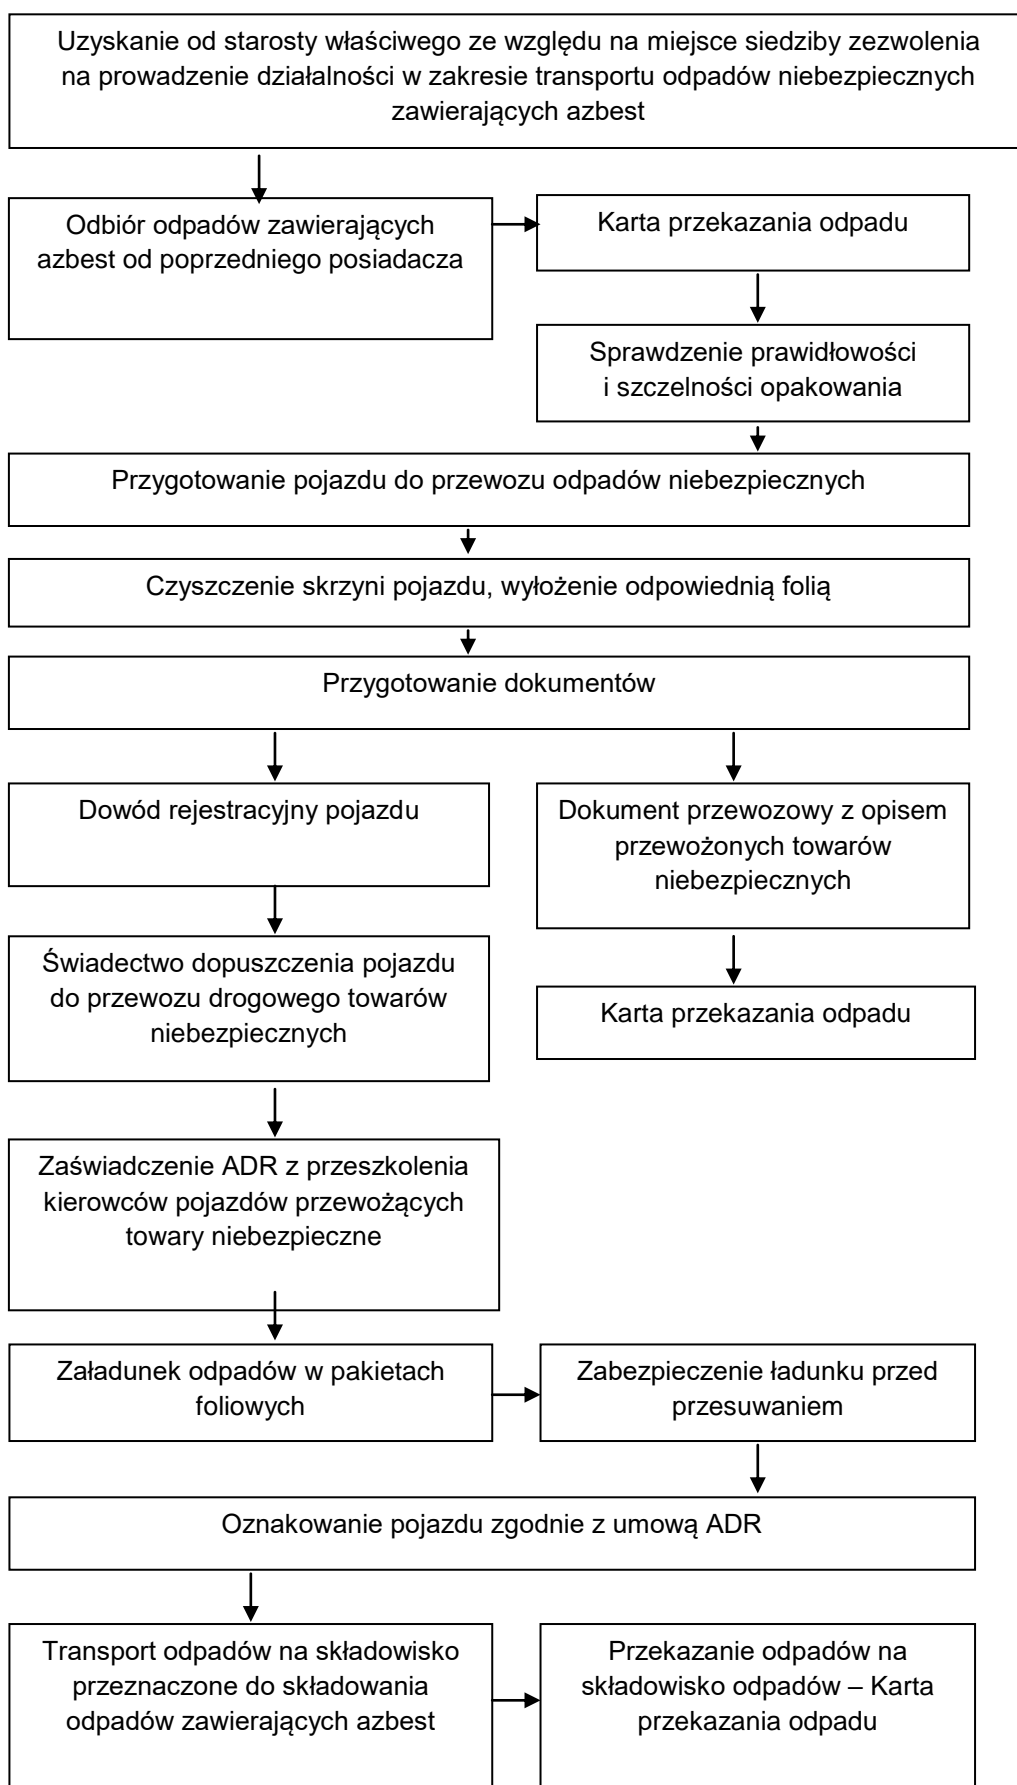 Uzyskanie od starosty właściwego ze względu na miejsce siedziby zezwolenia
na prowadzenie działalności w zakresie transportu odpadów niebezpiecznych
zawierających azbest
Odbiór odpadów zawierających
azbest od poprzedniego posiadacza
Karta przekazania odpadu
Sprawdzenie prawidłowości
i szczelności opakowania
Przygotowanie pojazdu do przewozu odpadów niebezpiecznych
Czyszczenie skrzyni pojazdu, wyłożenie odpowiednią folią
Przygotowanie dokumentów
Dowód rejestracyjny pojazdu
Dokument przewozowy z opisem
przewożonych towarów
niebezpiecznych
Świadectwo dopuszczenia pojazdu
do przewozu drogowego towarów
niebezpiecznych
Karta przekazania odpadu
Zaświadczenie ADR z przeszkolenia
kierowców pojazdów przewożących
towary niebezpieczne
Załadunek odpadów w pakietach
foliowych
Zabezpieczenie ładunku przed
przesuwaniem
Oznakowanie pojazdu zgodnie z umową ADR
Transport odpadów na składowisko
przeznaczone do składowania
odpadów zawierających azbest
Przekazanie odpadów na
składowisko odpadów – Karta
przekazania odpadu